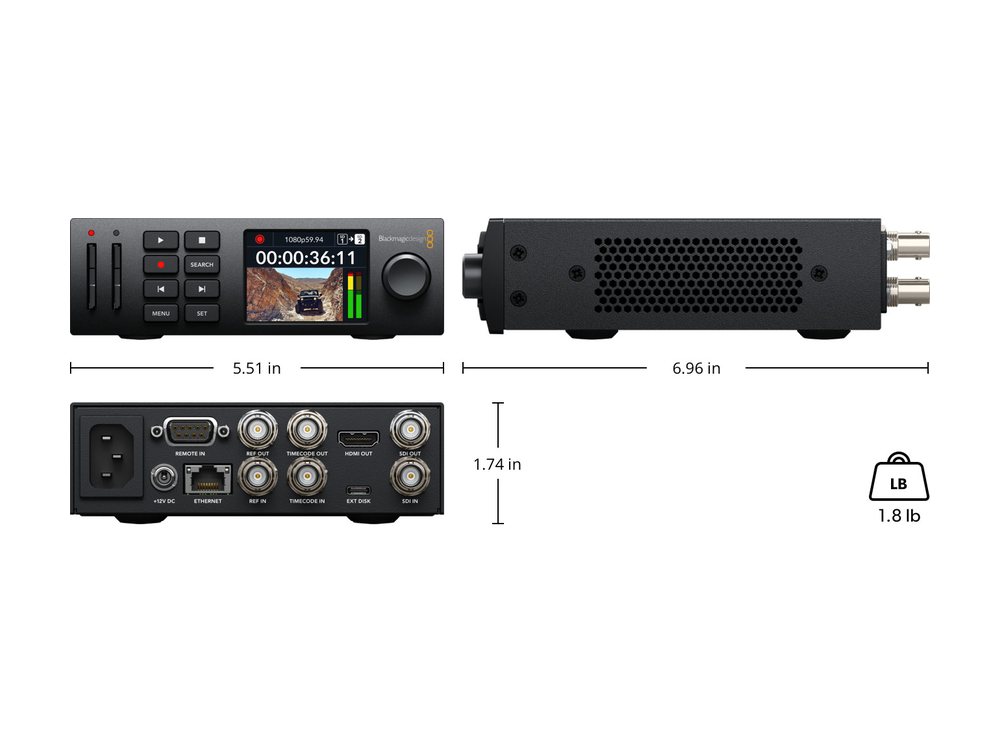 1080p59.94
SD 1 → SD 2
Blackmagicdesign
00:00:36:11
SEARCH
MENU
SET
5.51 in
6.96 in
REMOTE IN
REF OUT
TIMECODE OUT
HDMI OUT
SDI OUT
+12V DC
ETHERNET
REF IN
TIMECODE IN
EXT DISK
SDI IN
1.74 in
LB
1.8 lb